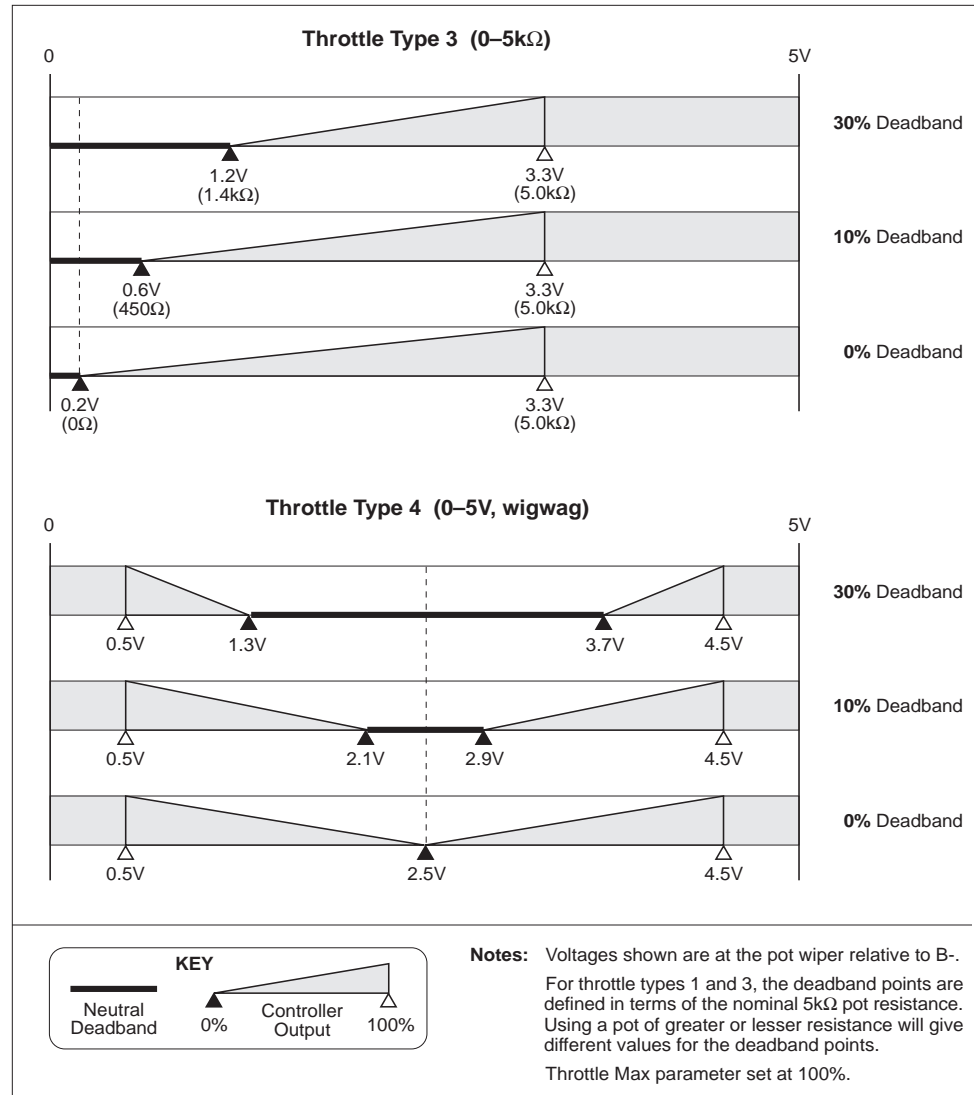 Throttle Type 3 (0–5kΩ)
0
5V
30% Deadband
1.2V
(1.4kΩ)
3.3V
(5.0kΩ)
10% Deadband
0.6V
(450Ω)
3.3V
(5.0kΩ)
0% Deadband
0.2V
(0Ω)
3.3V
(5.0kΩ)
Throttle Type 4 (0–5V, wigwag)
0
5V
30% Deadband
0.5V
1.3V
3.7V
4.5V
10% Deadband
0.5V
2.1V
2.9V
4.5V
0% Deadband
0.5V
2.5V
4.5V
KEY
Neutral
Deadband
0%
Controller
Output
100%
Notes: Voltages shown are at the pot wiper relative to B-.
For throttle types 1 and 3, the deadband points are
defined in terms of the nominal 5kΩ pot resistance.
Using a pot of greater or lesser resistance will give
different values for the deadband points.
Throttle Max parameter set at 100%.